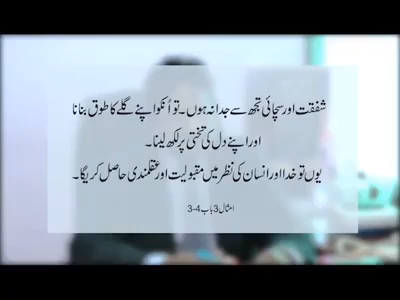 شفقت اور سچائی تجھ سے جدا نہ ہوں۔ تو اُنکو اپنے گلے کا طوق بنانا
اور اپنے دل کی تختی پر لکھ لینا۔
یوں تو خدا اور انسان کی نظر میں مقبولیت اور عقلمندی حاصل کریگا۔
امثال 3 باب 4-3